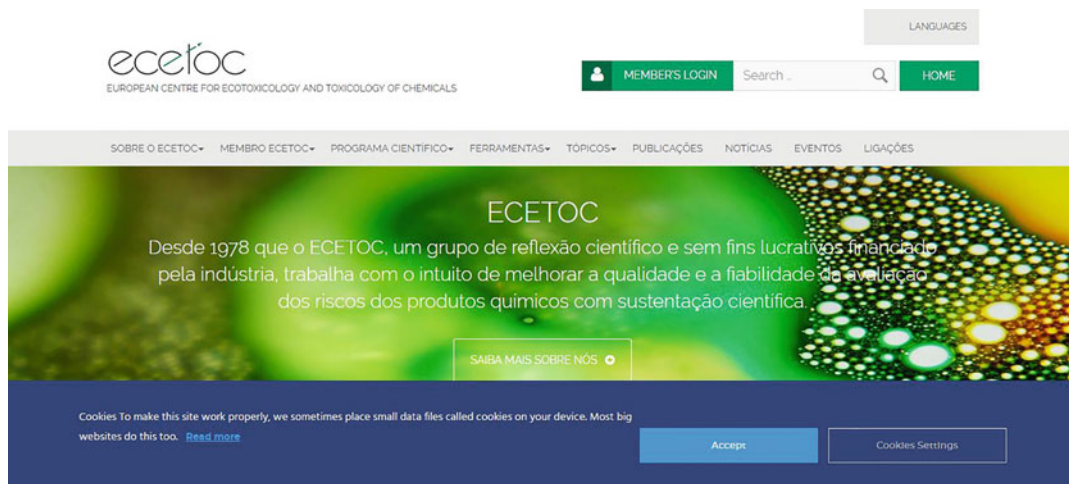 LANGUAGES
ecetoc
EUROPEAN CENTRE FOR ECOTOXICOLOGY AND TOXICOLOGY OF CHEMICALS
MEMBER'S LOGIN
Search ...
HOME
SOBRE O ECETOC
MEMBRO ECETOC
PROGRAMA CIENTÍFICO
FERRAMENTAS
TÓPICOS
PUBLICAÇÕES
NOTÍCIAS
EVENTOS
LIGAÇÕES
ECETOC
Desde 1978 que o ECETOC, um grupo de reflexão científico e sem fins lucrativos financiado
pela indústria, trabalha com o intuito de melhorar a qualidade e a fiabilidade da avaliação
dos riscos dos produtos químicos com sustentação científica.
SAIBA MAIS SOBRE NÓS
Cookies To make this site work properly, we sometimes place small data files called cookies on your device. Most big
websites do this too. Read more
Accept
Cookies Settings